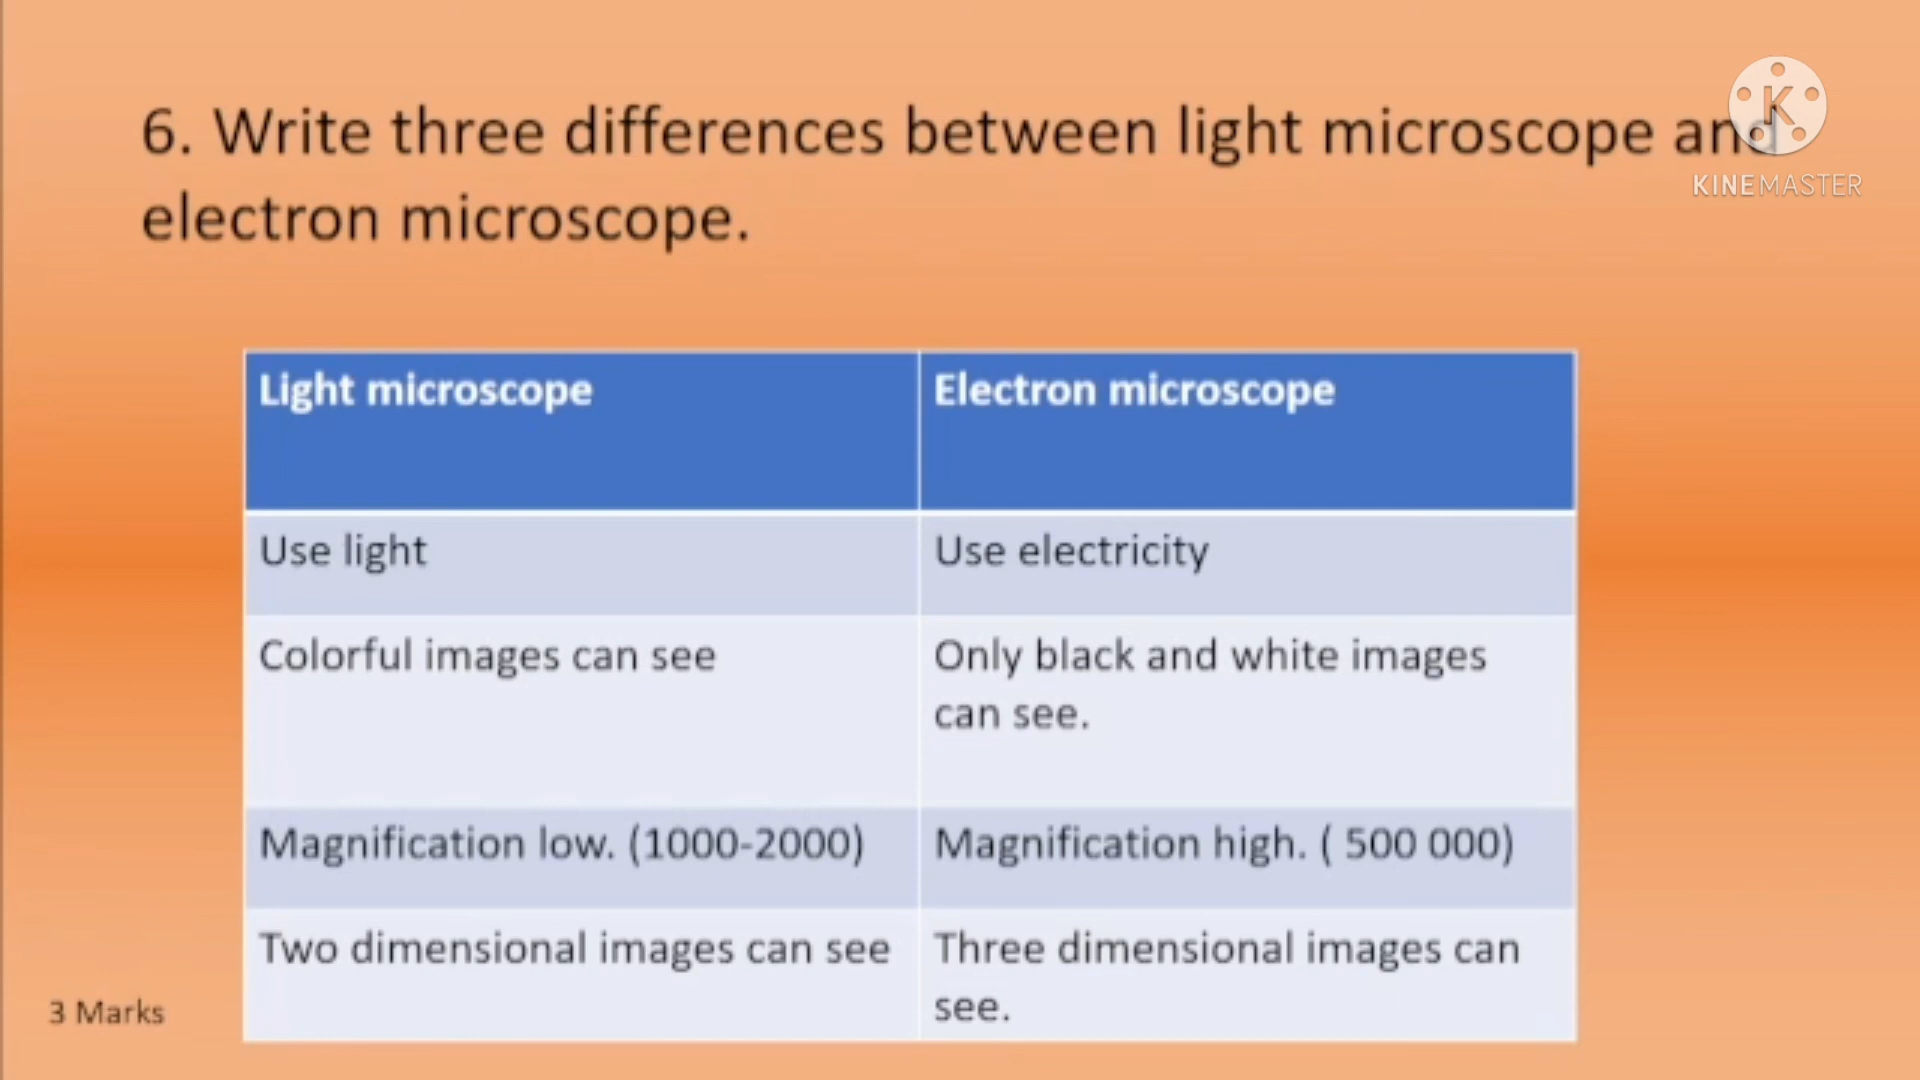 6. Write three differences between light microscope and
electron microscope.
K
KINEMASTER
Light microscope
Electron microscope
Use light
Use electricity
Colorful images can see
Only black and white images
can see.
Magnification low. (1000-2000)
Magnification high. ( 500 000)
Two dimensional images can see
Three dimensional images can
see.
3 Marks